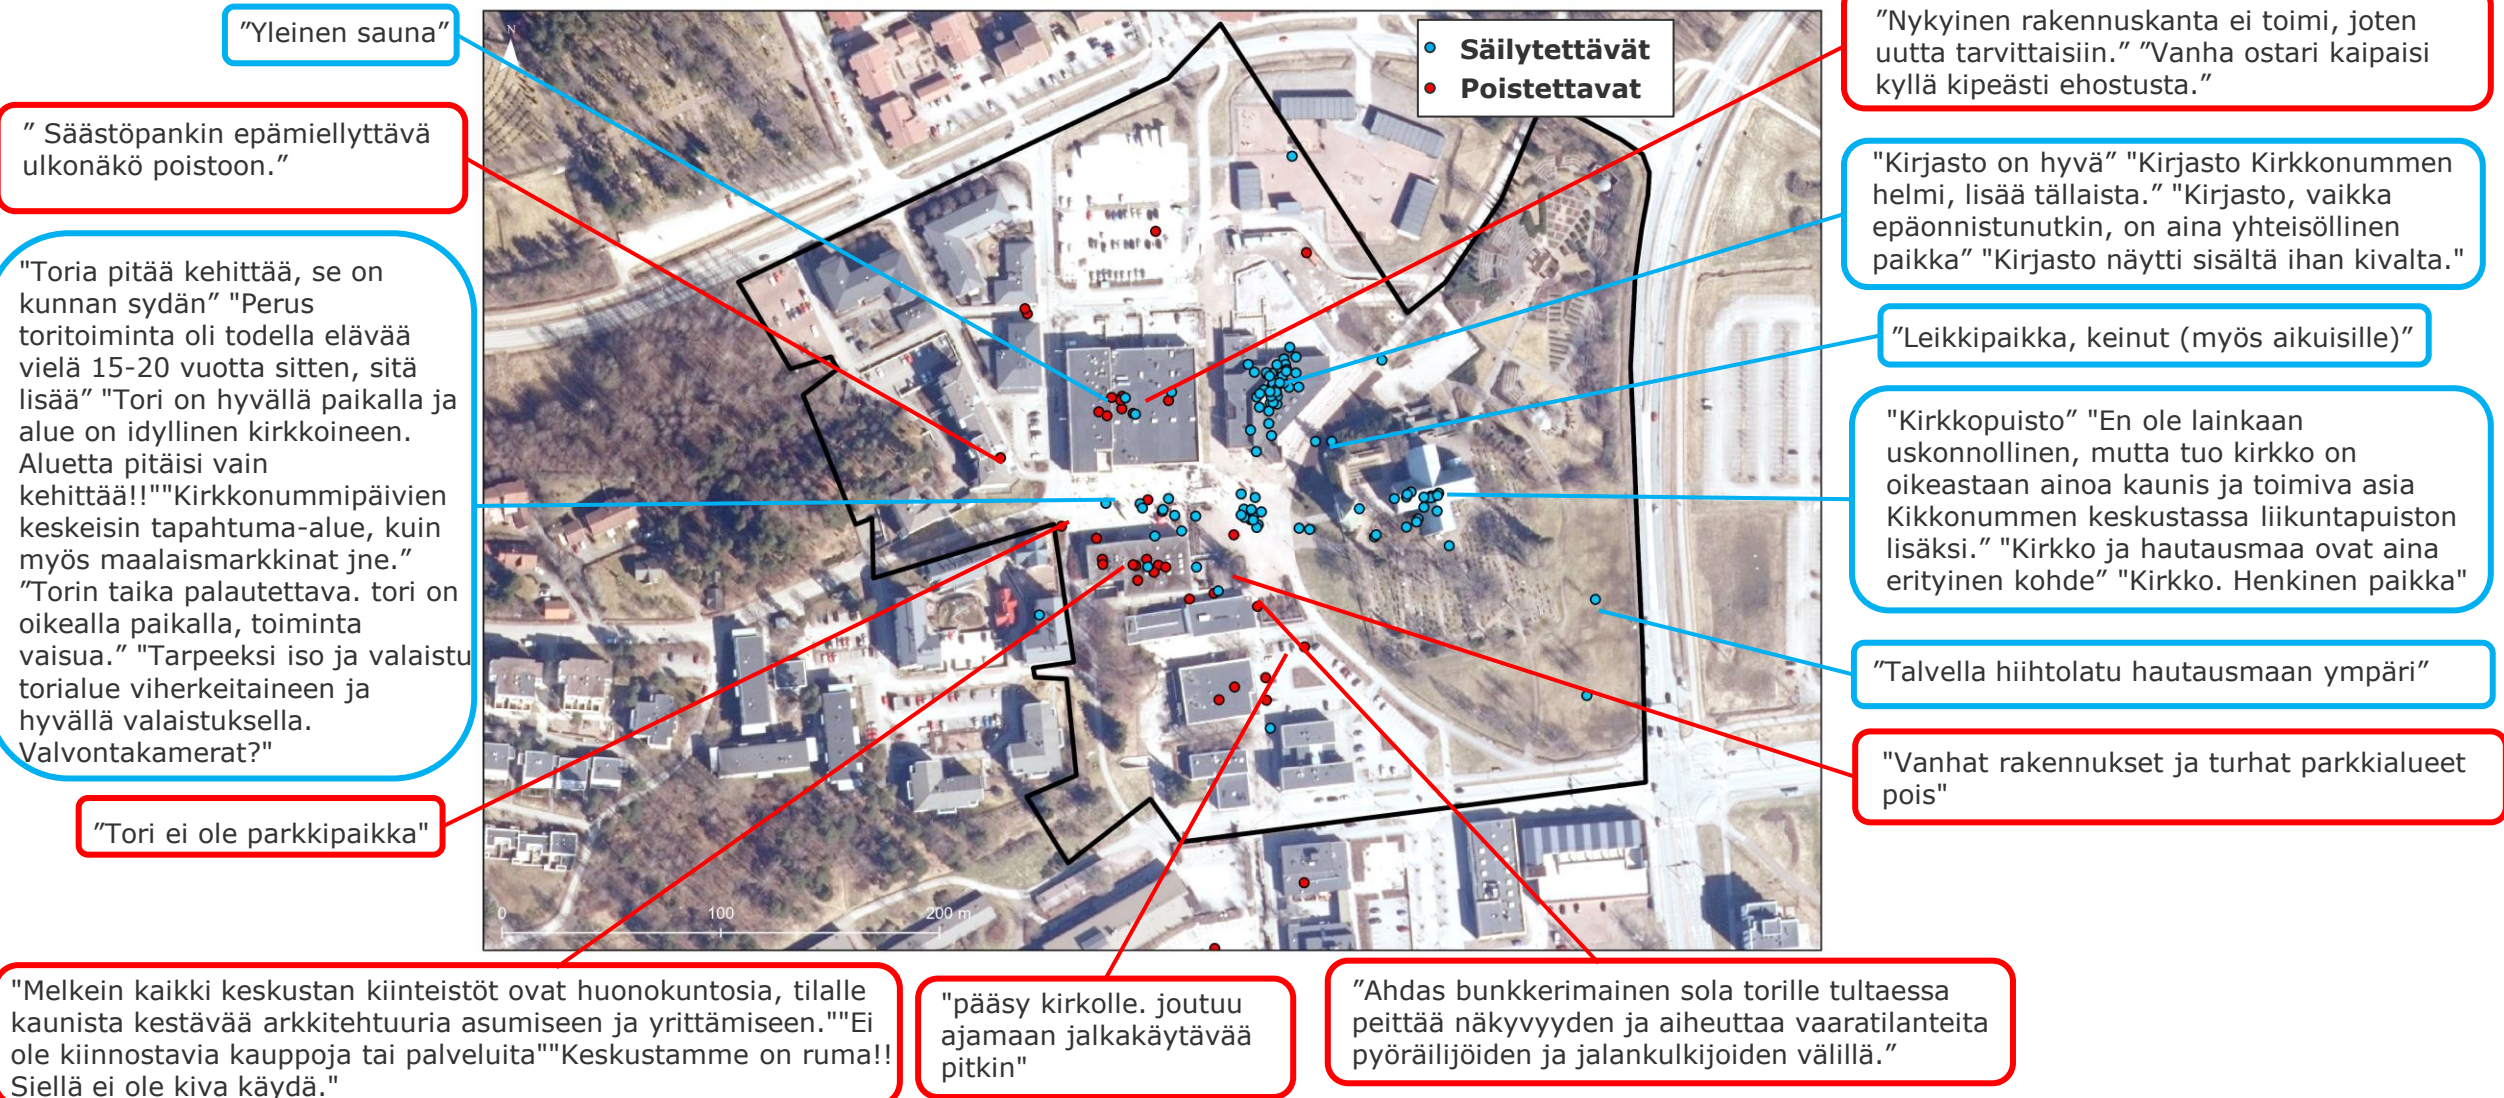 ”Yleinen sauna”
” Säästöpankin epämiellyttävä
ulkonäkö poistoon.”
"Toria pitää kehittää, se on
kunnan sydän” "Perus
toritoiminta oli todella elävää
vielä 15-20 vuotta sitten, sitä
lisää” "Tori on hyvällä paikalla ja
alue on idyllinen kirkkoineen.
Aluetta pitäisi vain
kehittää!!""Kirkkonummipäivien
keskeisin tapahtuma-alue, kuin
myös maalaismarkkinat jne.”
”Torin taika palautettava. tori on
oikealla paikalla, toiminta
vaisua.” "Tarpeeksi iso ja valaistu
torialue viherkeitaineen ja
hyvällä valaistuksella.
Valvontakamerat?"
”Tori ei ole parkkipaikka"
"Melkein kaikki keskustan kiinteistöt ovat huonokuntosia, tilalle
kaunista kestävää arkkitehtuuria asumiseen ja yrittämiseen.""Ei
ole kiinnostavia kauppoja tai palveluita""Keskustamme on ruma!!
Siellä ei ole kiva käydä."
N
Säilytettävät
Poistettavat
0 100 200 m
"pääsy kirkolle. joutuu
ajamaan jalkakäytävää
pitkin"
”Ahdas bunkkerimainen sola torille tultaessa
peittää näkyvyyden ja aiheuttaa vaaratilanteita
pyöräilijöiden ja jalankulkijoiden välillä.”
”Nykyinen rakennuskanta ei toimi, joten
uutta tarvittaisiin.” ”Vanha ostari kaipaisi
kyllä kipeästi ehostusta.”
"Kirjasto on hyvä” "Kirjasto Kirkkonummen
helmi, lisää tällaista.” "Kirjasto, vaikka
epäonnistunutkin, on aina yhteisöllinen
paikka” "Kirjasto näytti sisältä ihan kivalta."
”Leikkipaikka, keinut (myös aikuisille)”
"Kirkkopuisto” "En ole lainkaan
uskonnollinen, mutta tuo kirkko on
oikeastaan ainoa kaunis ja toimiva asia
Kikkonummen keskustassa liikuntapuiston
lisäksi.” "Kirkko ja hautausmaa ovat aina
erityinen kohde” "Kirkko. Henkinen paikka"
”Talvella hiihtolatu hautausmaan ympäri”
"Vanhat rakennukset ja turhat parkkialueet
pois"